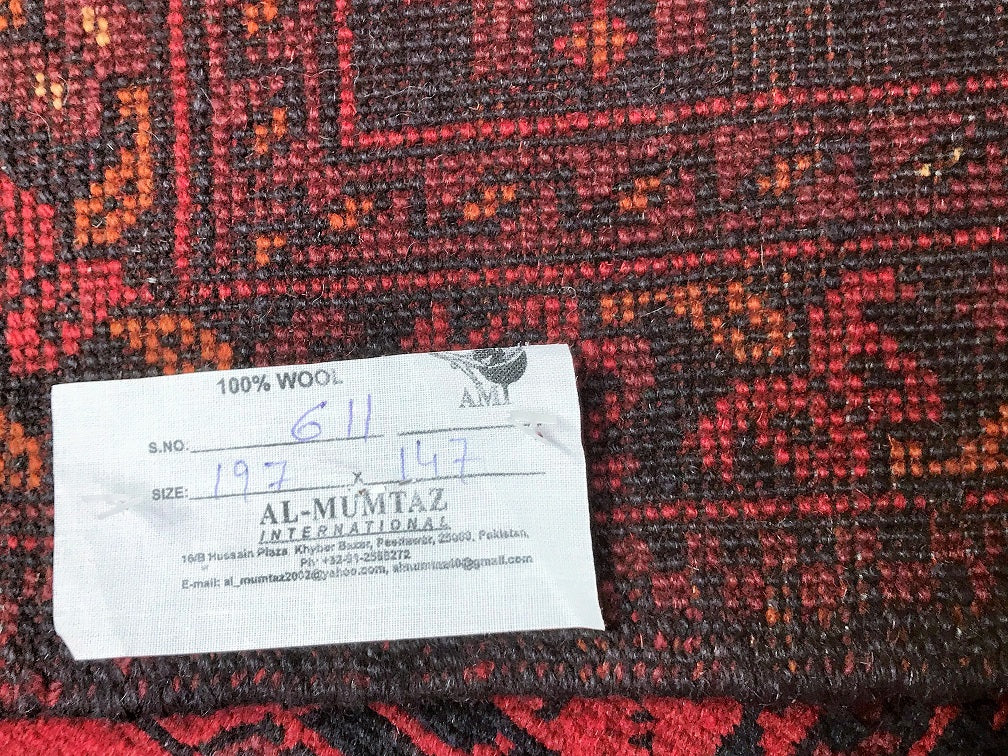 100% WOOL
AMI
S.NO. 611
SIZE: 197 x 147
AL-MUMTAZ
INTERNATIONAL
16/B Hussain Plaza, Khyber Bazar, Peshawar, Pakistan,
E-mail: al_mumtaz2002@yahoo.com,